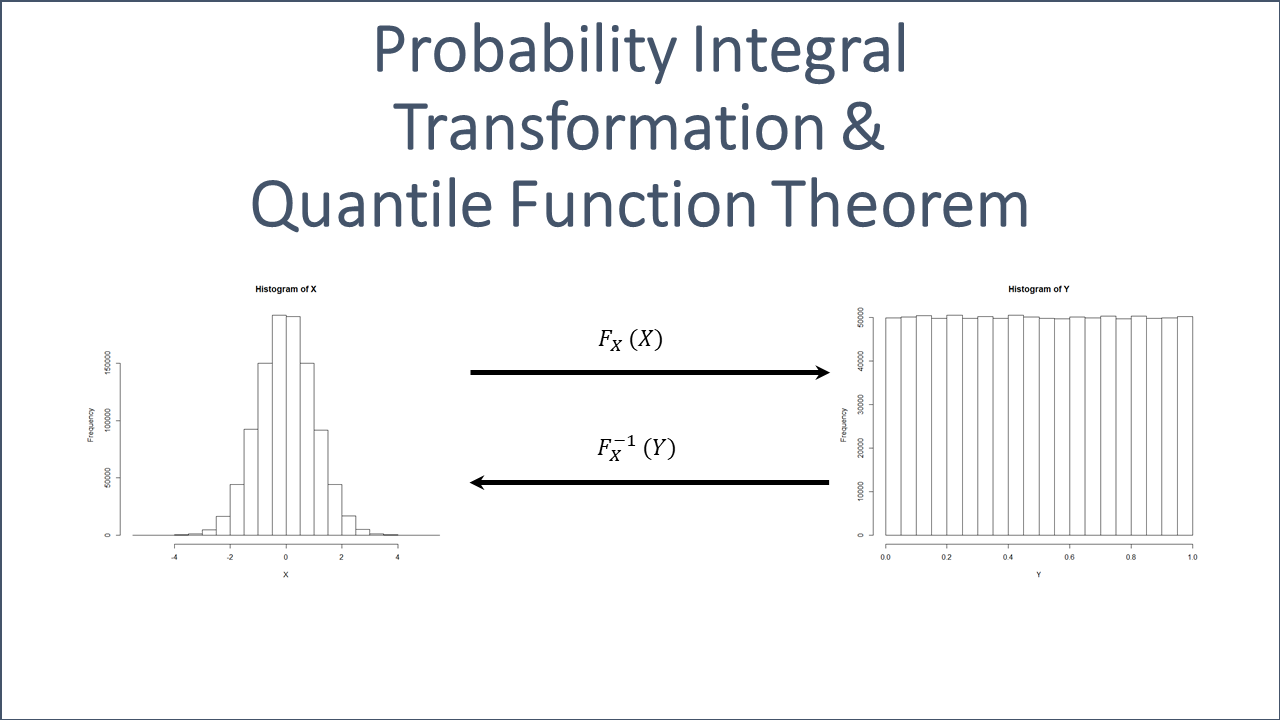 Probability Integral
Transformation &
Quantile Function Theorem
Histogram of X
Frequency
150000
100000
50000
0
-4 -2 0 2 4
X
F_X (X)
F_X^{-1} (Y)
Histogram of Y
Frequency
50000
40000
30000
20000
10000
0
0.0 0.2 0.4 0.6 0.8 1.0
Y